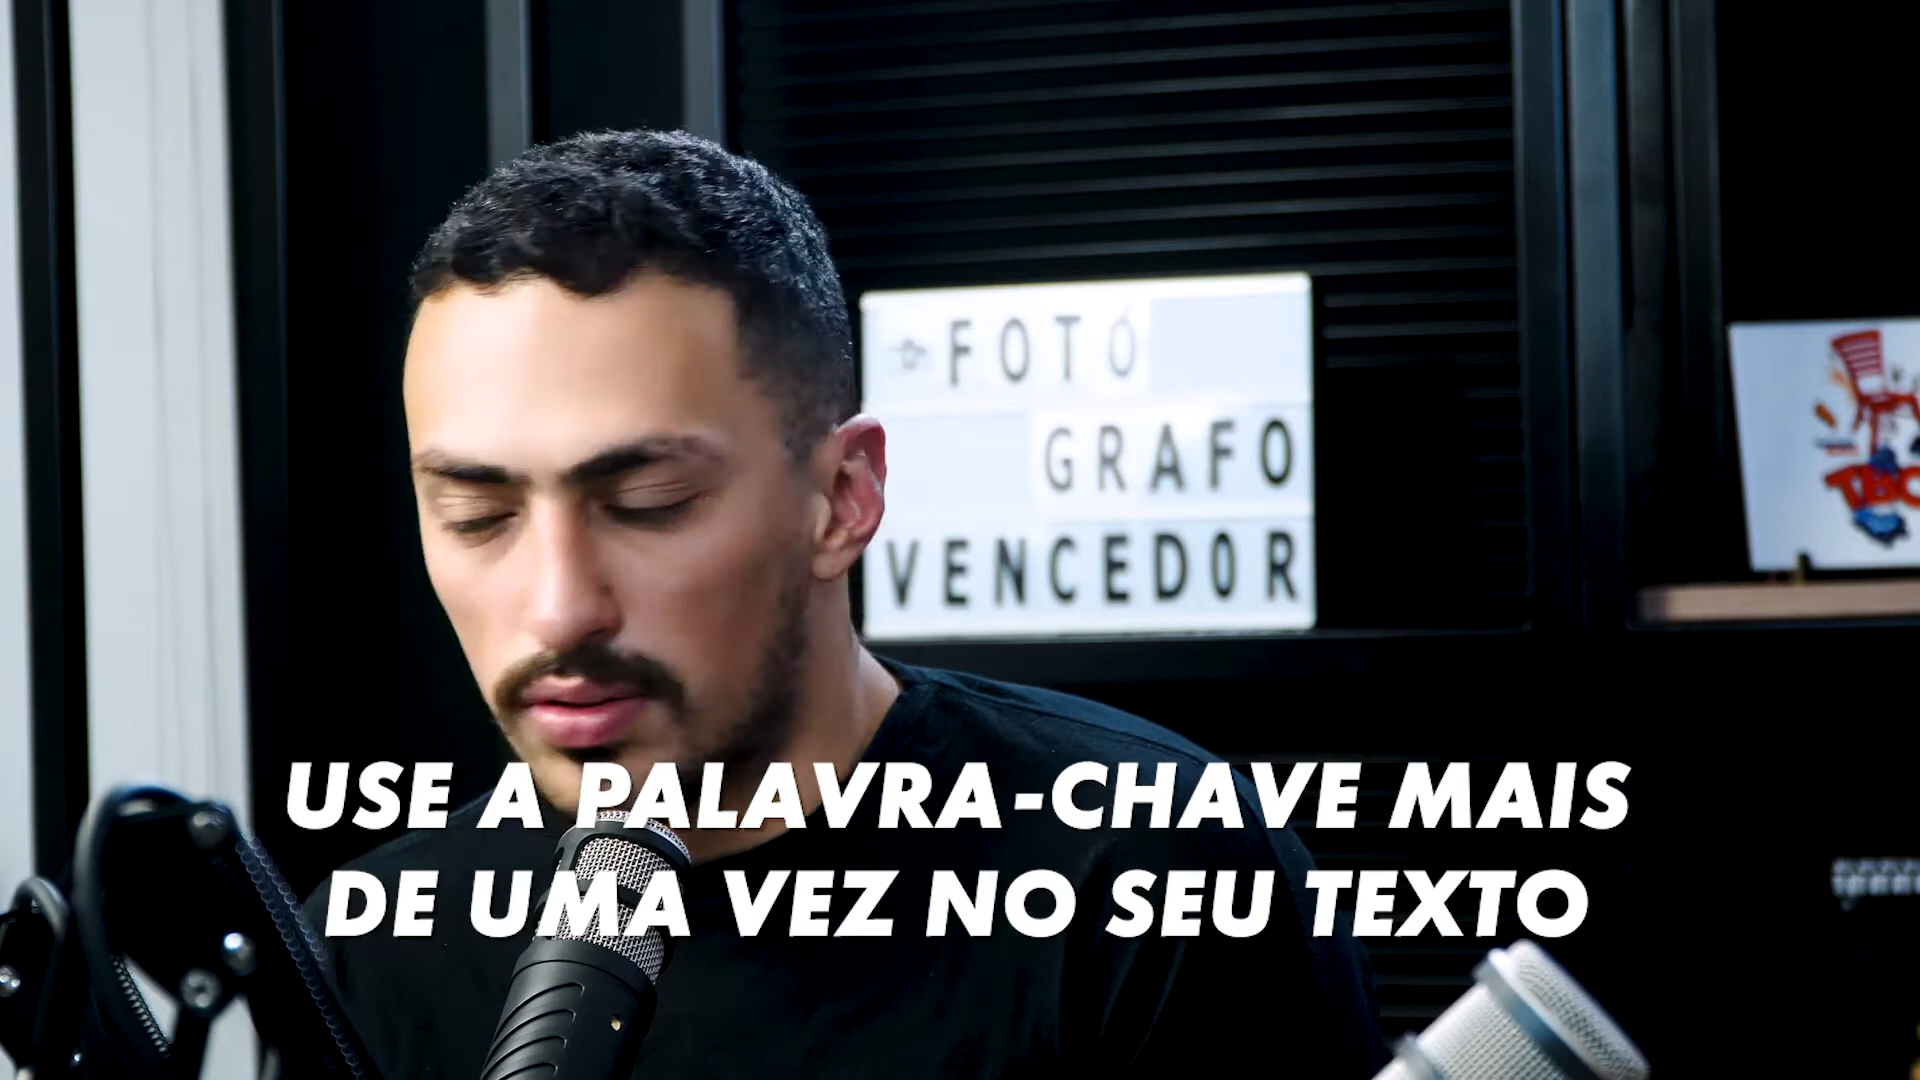 FOTÓ
GRAFO
VENCEDOR
USE A PALAVRA-CHAVE MAIS
DE UMA VEZ NO SEU TEXTO